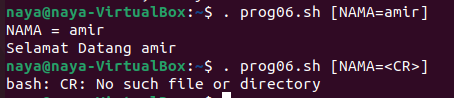 naya@naya-VirtualBox:~$ . prog06.sh [NAMA=amir]
NAMA = amir
Selamat Datang amir
naya@naya-VirtualBox:~$ . prog06.sh [NAMA=<CR>]
bash: CR: No such file or directory